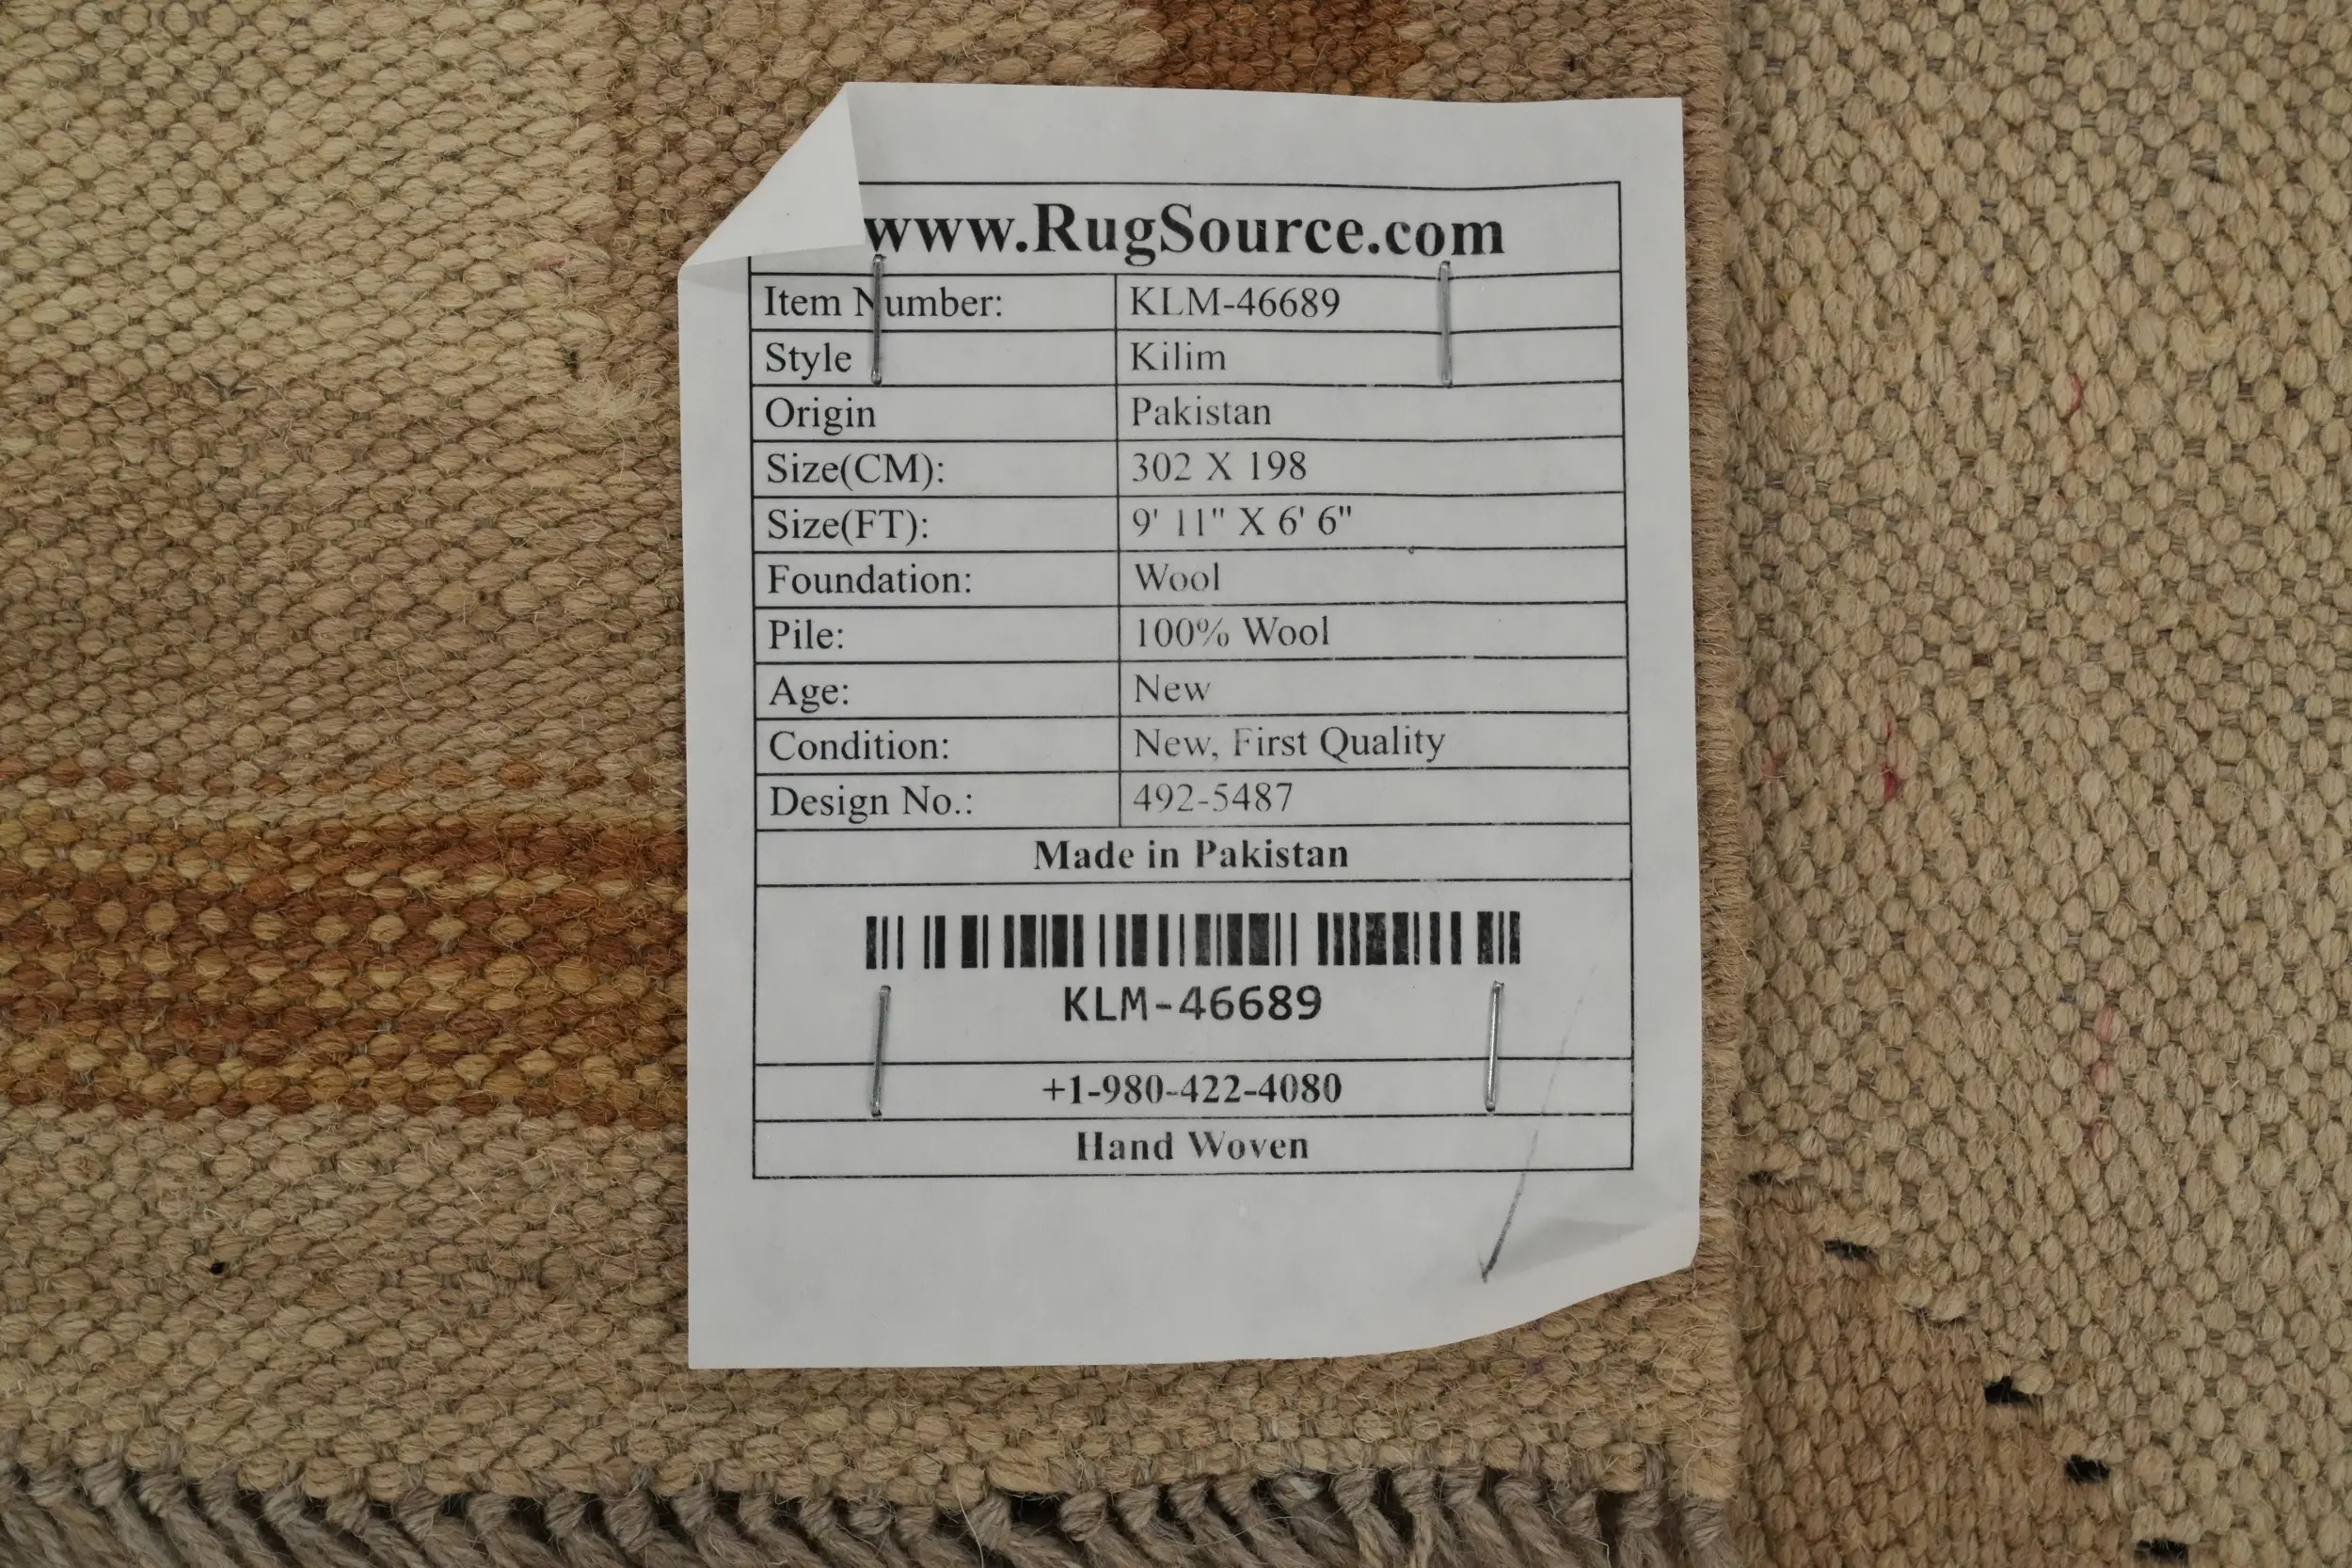 www.RugSource.com
Item Number: KLM-46689
Style Kilim
Origin Pakistan
Size(CM): 302 X 198
Size(FT): 9' 11" X 6' 6"
Foundation: Wool
Pile: 100% Wool
Age: New
Condition: New, First Quality
Design No.: 492-5487
Made in Pakistan
KLM-46689
+1-980-422-4080
Hand Woven